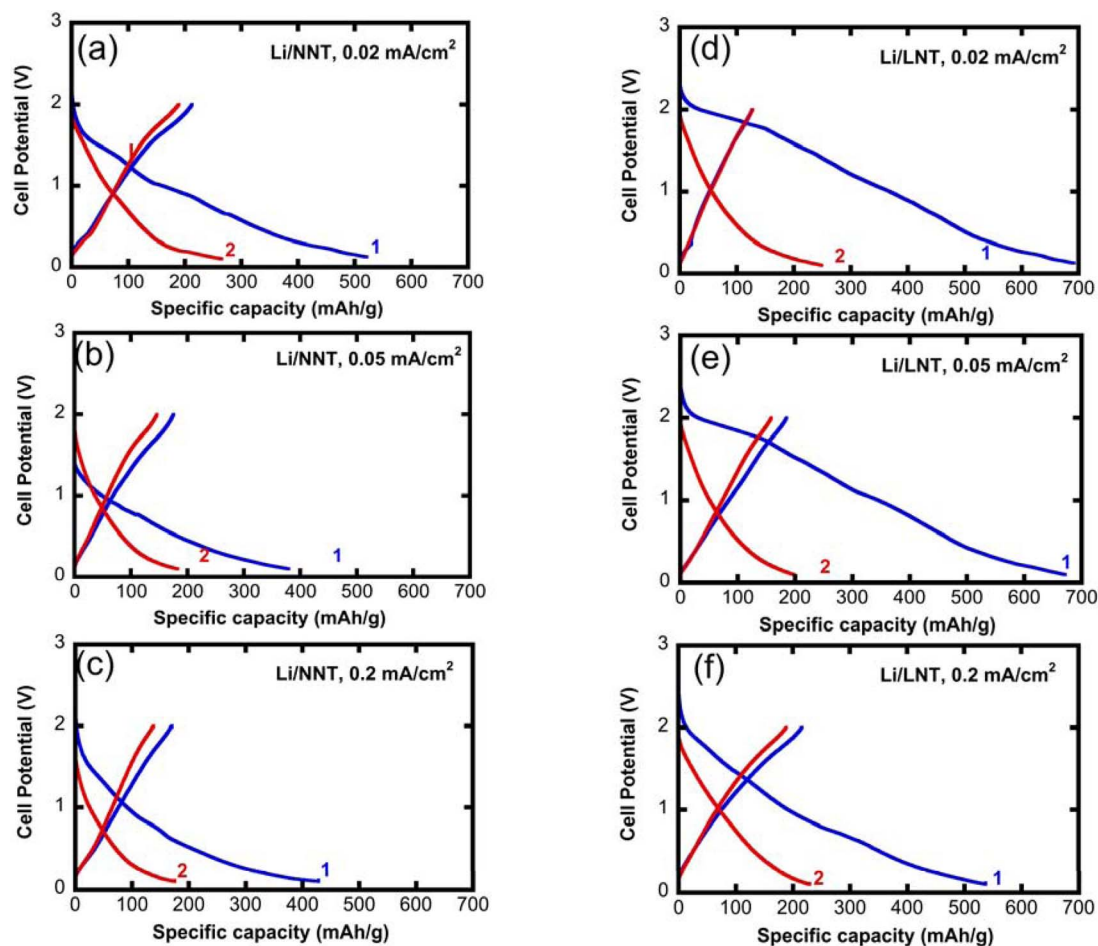 (a)
Li/NNT, 0.02 mA/cm²
Cell Potential (V)
3
2
1
0
1
2
0 100 200 300 400 500 600 700
Specific capacity (mAh/g)
(b)
Li/NNT, 0.05 mA/cm²
Cell Potential (V)
3
2
1
0
2
1
0 100 200 300 400 500 600 700
Specific capacity (mAh/g)
(c)
Li/NNT, 0.2 mA/cm²
Cell Potential (V)
3
2
1
0
2
1
0 100 200 300 400 500 600 700
Specific capacity (mAh/g)
(d)
Li/LNT, 0.02 mA/cm²
Cell Potential (V)
3
2
1
0
2
1
0 100 200 300 400 500 600 700
Specific capacity (mAh/g)
(e)
Li/LNT, 0.05 mA/cm²
Cell Potential (V)
3
2
1
0
2
1
0 100 200 300 400 500 600 700
Specific capacity (mAh/g)
(f)
Li/LNT, 0.2 mA/cm²
Cell Potential (V)
3
2
1
0
2
1
0 100 200 300 400 500 600 700
Specific capacity (mAh/g)